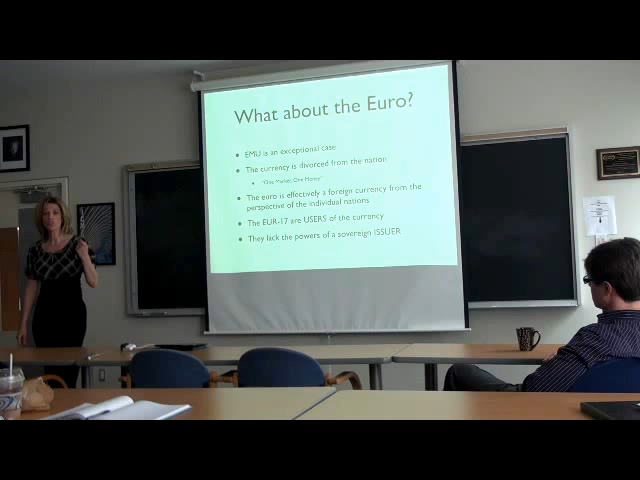 What about the Euro?
EMU is an exceptional case
The currency is divorced from the nation
"One Market, One Money"
The euro is effectively a foreign currency from the
perspective of the individual nations
The EUR-17 are USERS of the currency
They lack the powers of a sovereign ISSUER